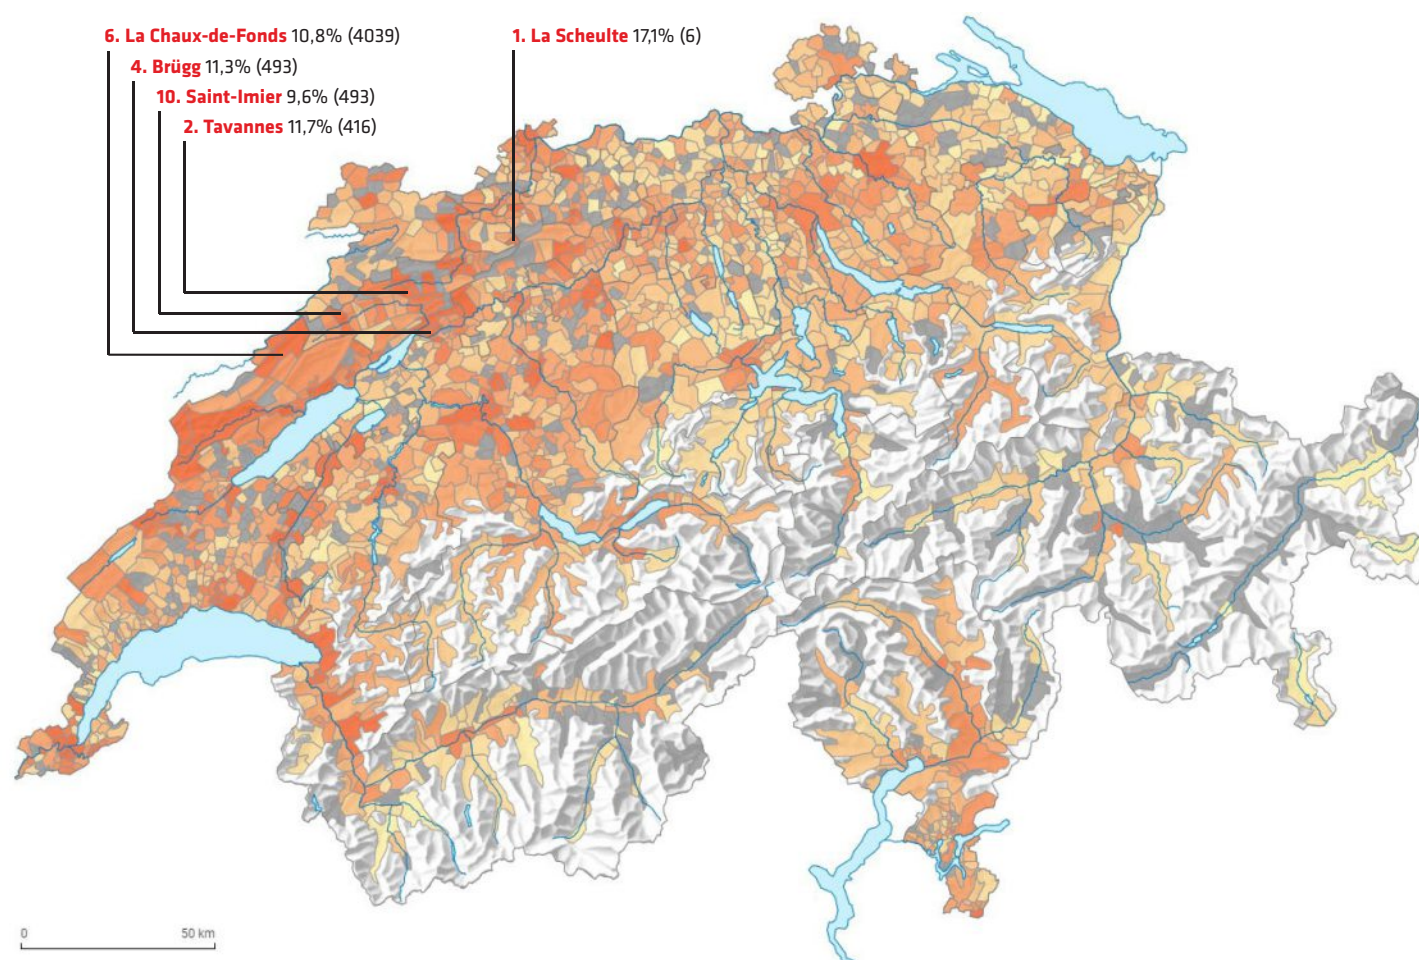 6. La Chaux-de-Fonds 10,8% (4039)
1. La Scheulte 17,1% (6)
4. Brügg 11,3% (493)
10. Saint-Imier 9,6% (493)
2. Tavannes 11,7% (416)
0 50 km